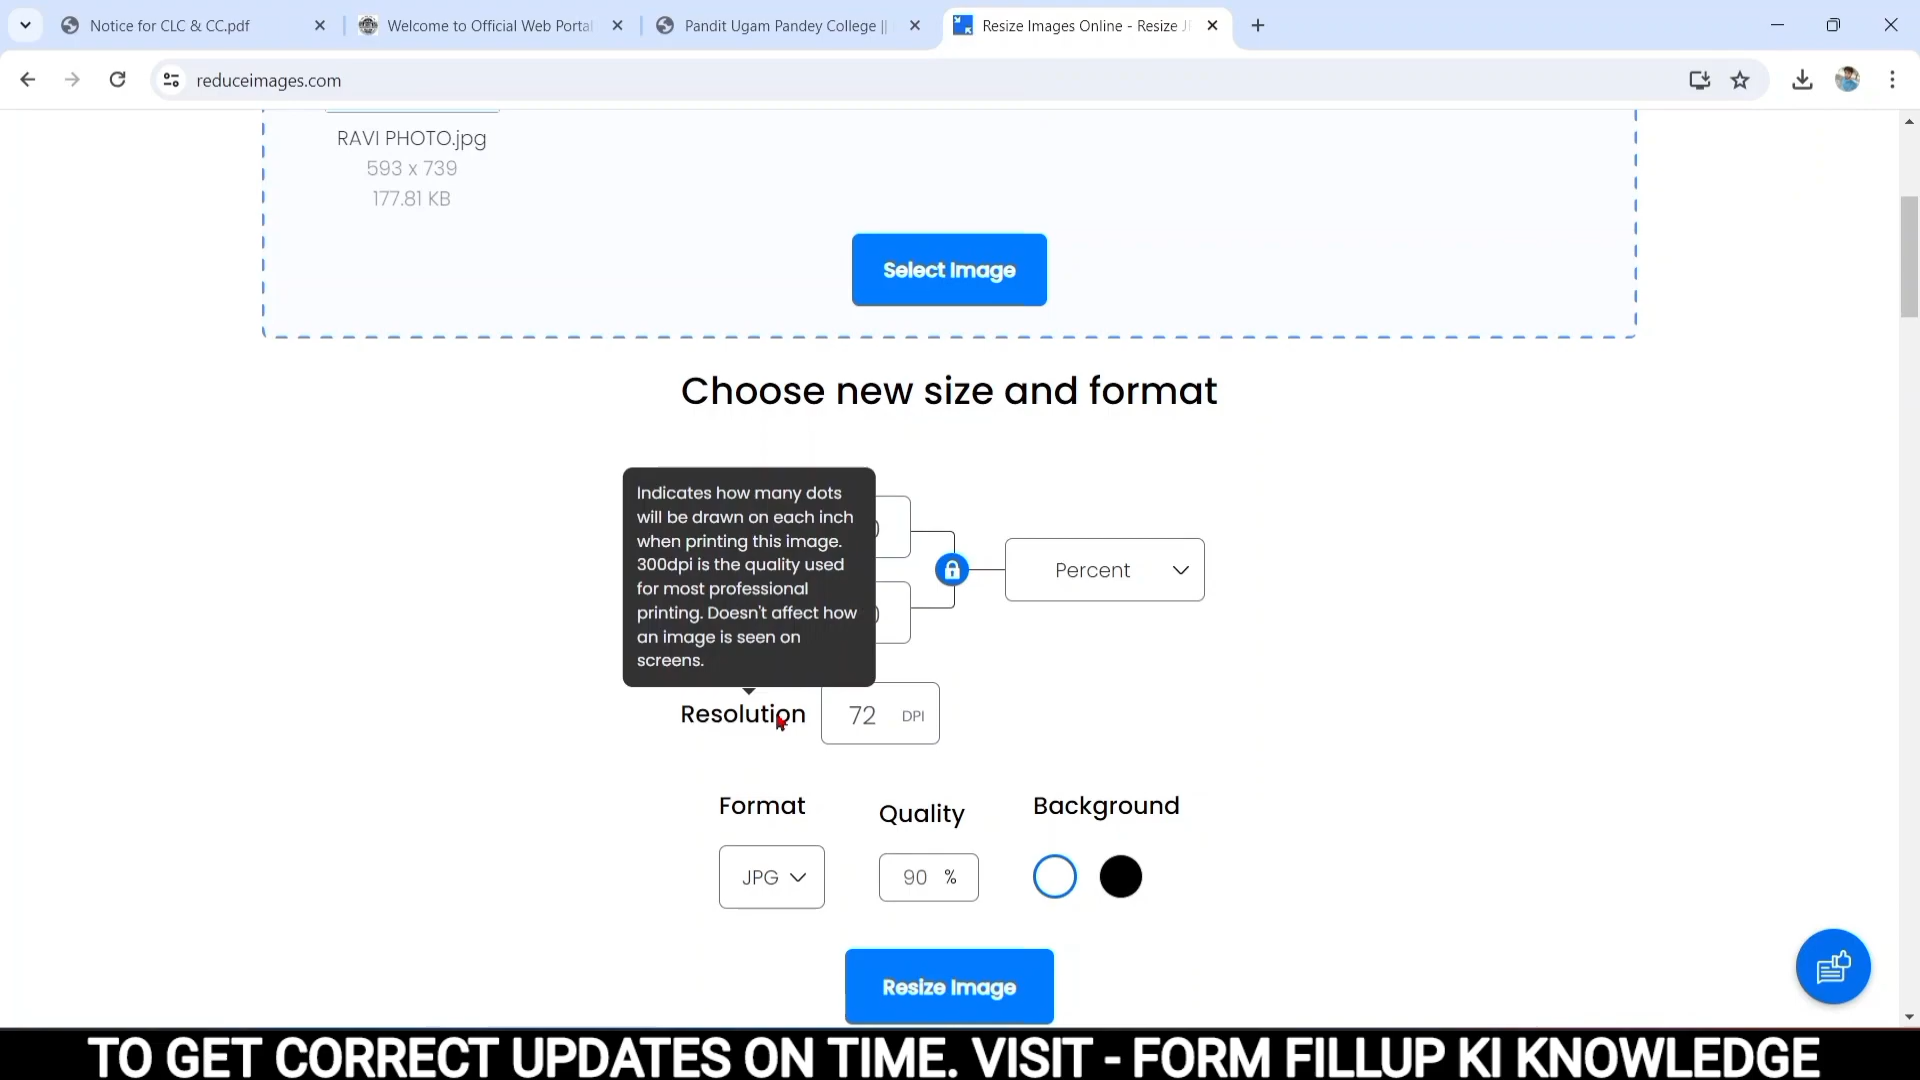 Notice for CLC & CC.pdf
Welcome to Official Web Porta
Pandit Ugam Pandey College ||
Resize Images Online - Resize J
reduceimages.com
RAVI PHOTO.jpg
593 x 739
177.81 KB
Select Image
Choose new size and format
Indicates how many dots
will be drawn on each inch
when printing this image.
300dpi is the quality used
for most professional
printing. Doesn't affect how
an image is seen on
screens.
Percent
Resolution
72 DPI
Format
Quality
Background
JPG
90 %
Resize Image
TO GET CORRECT UPDATES ON TIME. VISIT - FORM FILLUP KI KNOWLEDGE